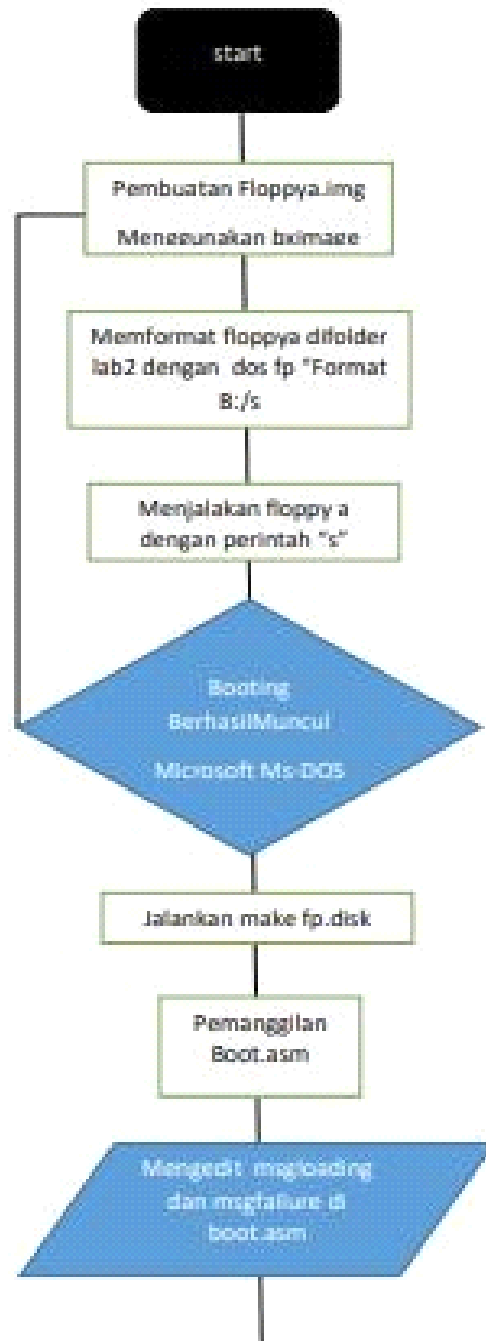 start
Pembuatan Floppya.img
Menggunakan bximage
Memformat floppya difolder
lab2 dengan dos fp "Format
B:/s
Menjalakan floppy a
dengan perintah "s"
Booting
BerhasilMuncul
Microsoft Ms-DOS
Jalankan make fp.disk
Pemanggilan
Boot.asm
Mengedit msgloading
dan msgfailure di
boot.asm